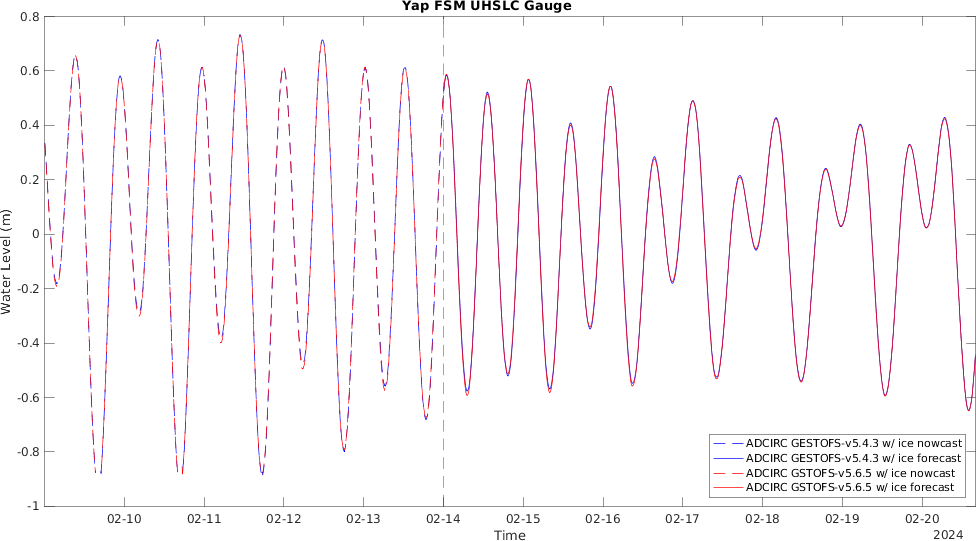 Yap FSM UHSLC Gauge
0.8
0.6
0.4
0.2
0
-0.2
-0.4
-0.6
-0.8
-1
Water Level (m)
ADCIRC GESTOFS-v5.4.3 w/ ice nowcast
ADCIRC GESTOFS-v5.4.3 w/ ice forecast
ADCIRC GSTOFS-v5.6.5 w/ ice nowcast
ADCIRC GSTOFS-v5.6.5 w/ ice forecast
02-10 02-11 02-12 02-13 02-14 02-15 02-16 02-17 02-18 02-19 02-20
Time
2024